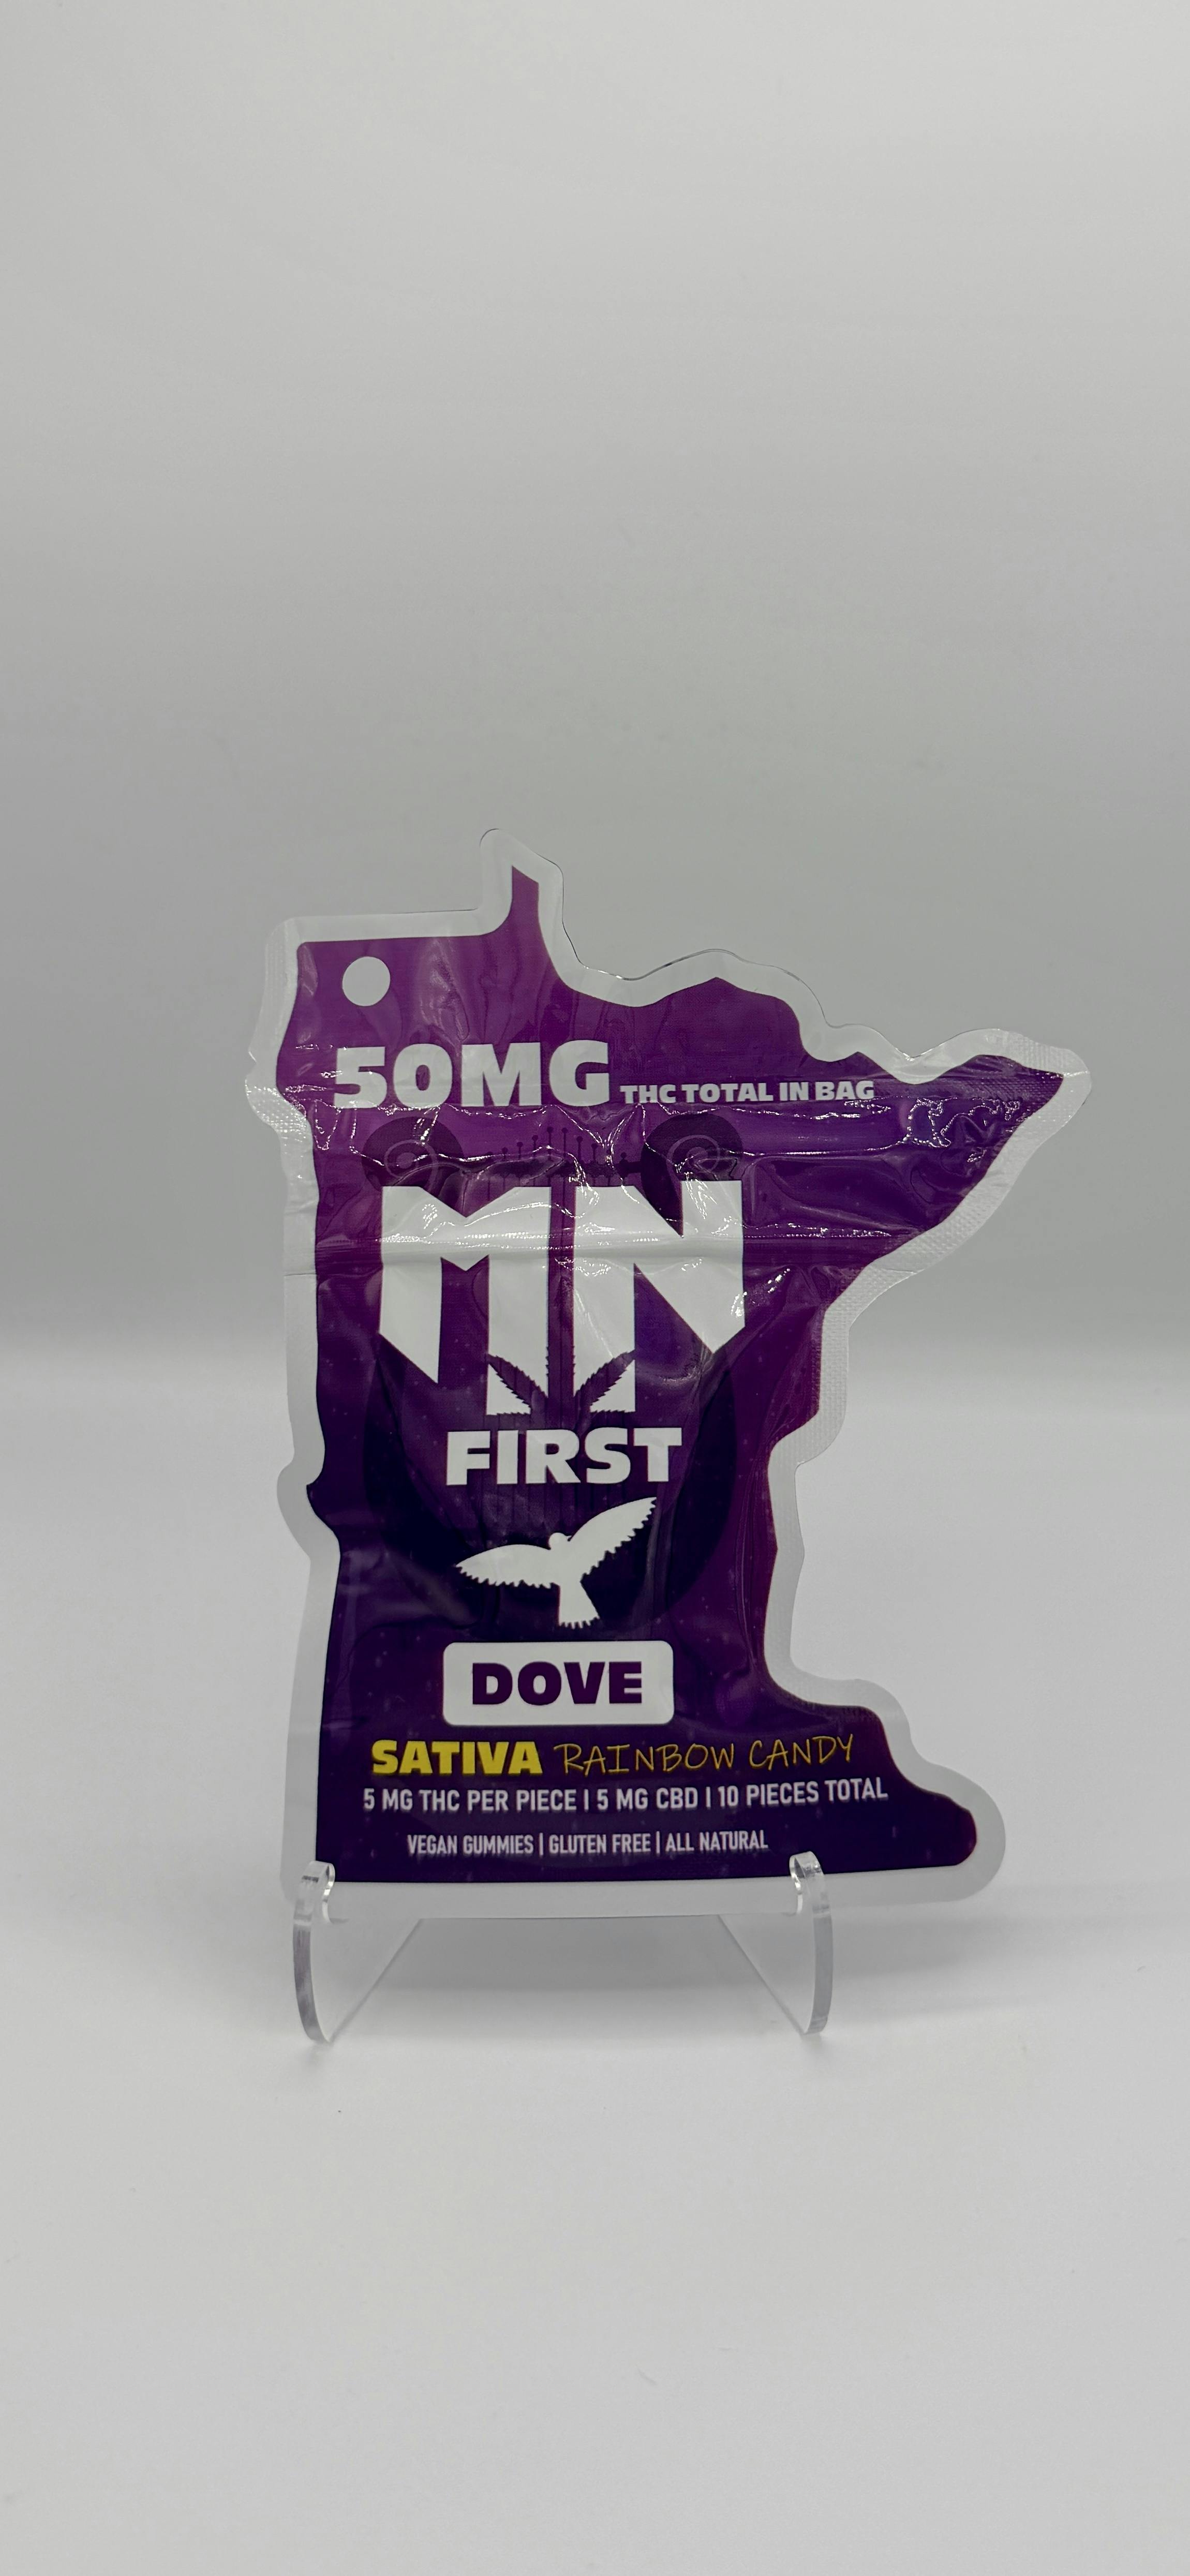 50MG THC TOTAL IN BAG
MN
FIRST
DOVE
SATIVA RAINBOW CANDY
5 MG THC PER PIECE | 5 MG CBD | 10 PIECES TOTAL
VEGAN GUMMIES | GLUTEN FREE | ALL NATURAL